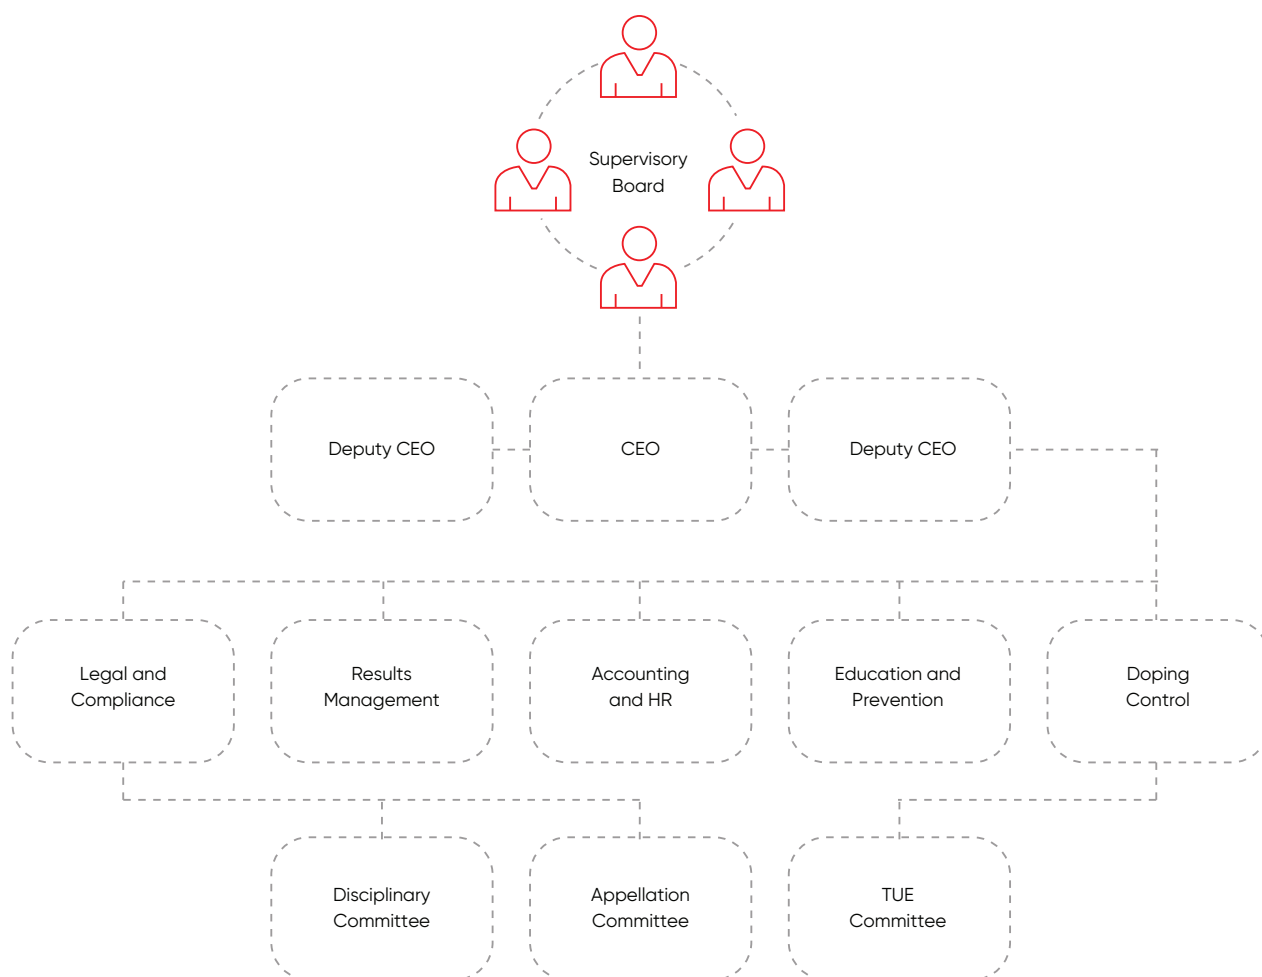 Supervisory
Board
Deputy CEO
CEO
Deputy CEO
Legal and
Compliance
Results
Management
Accounting
and HR
Education and
Prevention
Doping
Control
Disciplinary
Committee
Appellation
Committee
TUE
Committee